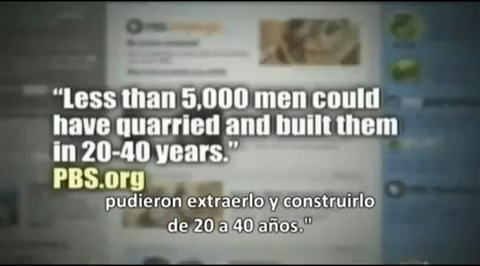 “Less than 5,000 men could
have quarried and built them
in 20-40 years.”
PBS.org
pudieron extraerlo y construirlo
de 20 a 40 años."